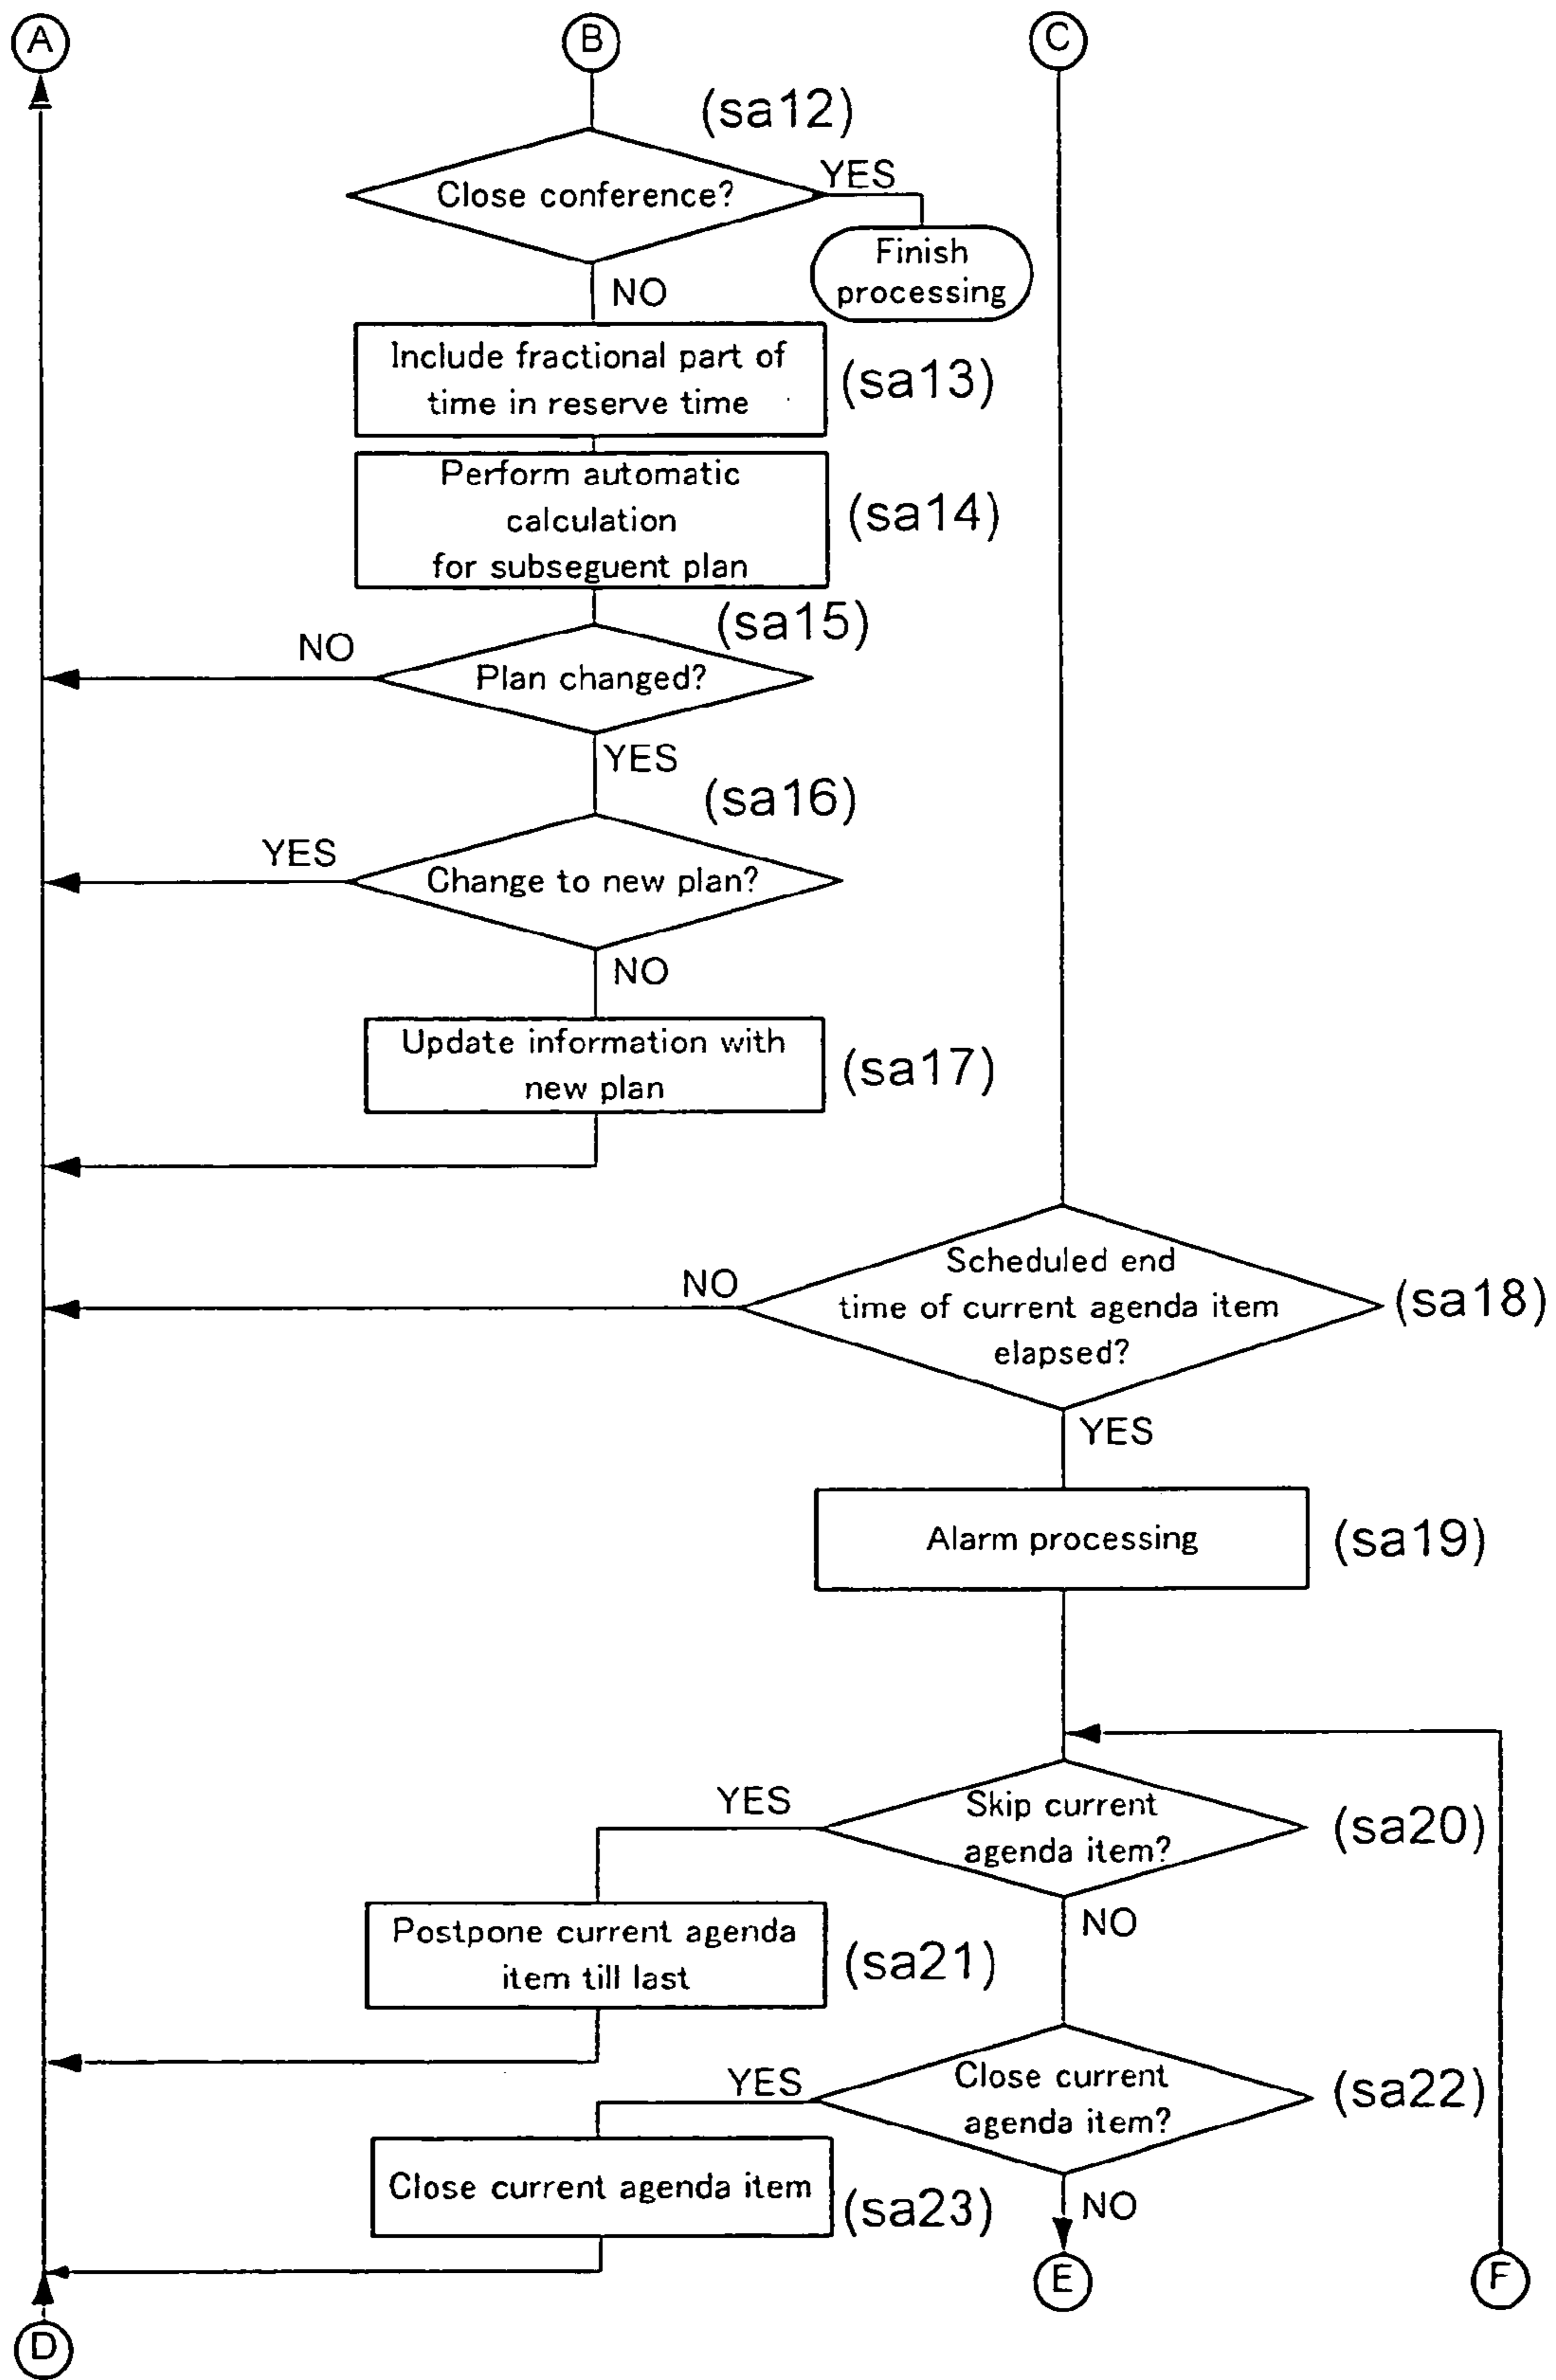 A
B
C
(sa12)
Close conference?
YES
Finish
processing
NO
Include fractional part of
time in reserve time
(sa13)
Perform automatic
calculation
for subseguent plan
(sa14)
(sa15)
NO
Plan changed?
YES
(sa16)
YES
Change to new plan?
NO
Update information with
new plan
(sa17)
Scheduled end
time of current agenda item
elapsed?
NO
(sa18)
YES
Alarm processing
(sa19)
YES
Skip current
agenda item?
(sa20)
NO
Postpone current agenda
item till last
(sa21)
YES
Close current
agenda item?
(sa22)
Close current agenda item
(sa23)
NO
E
F
D